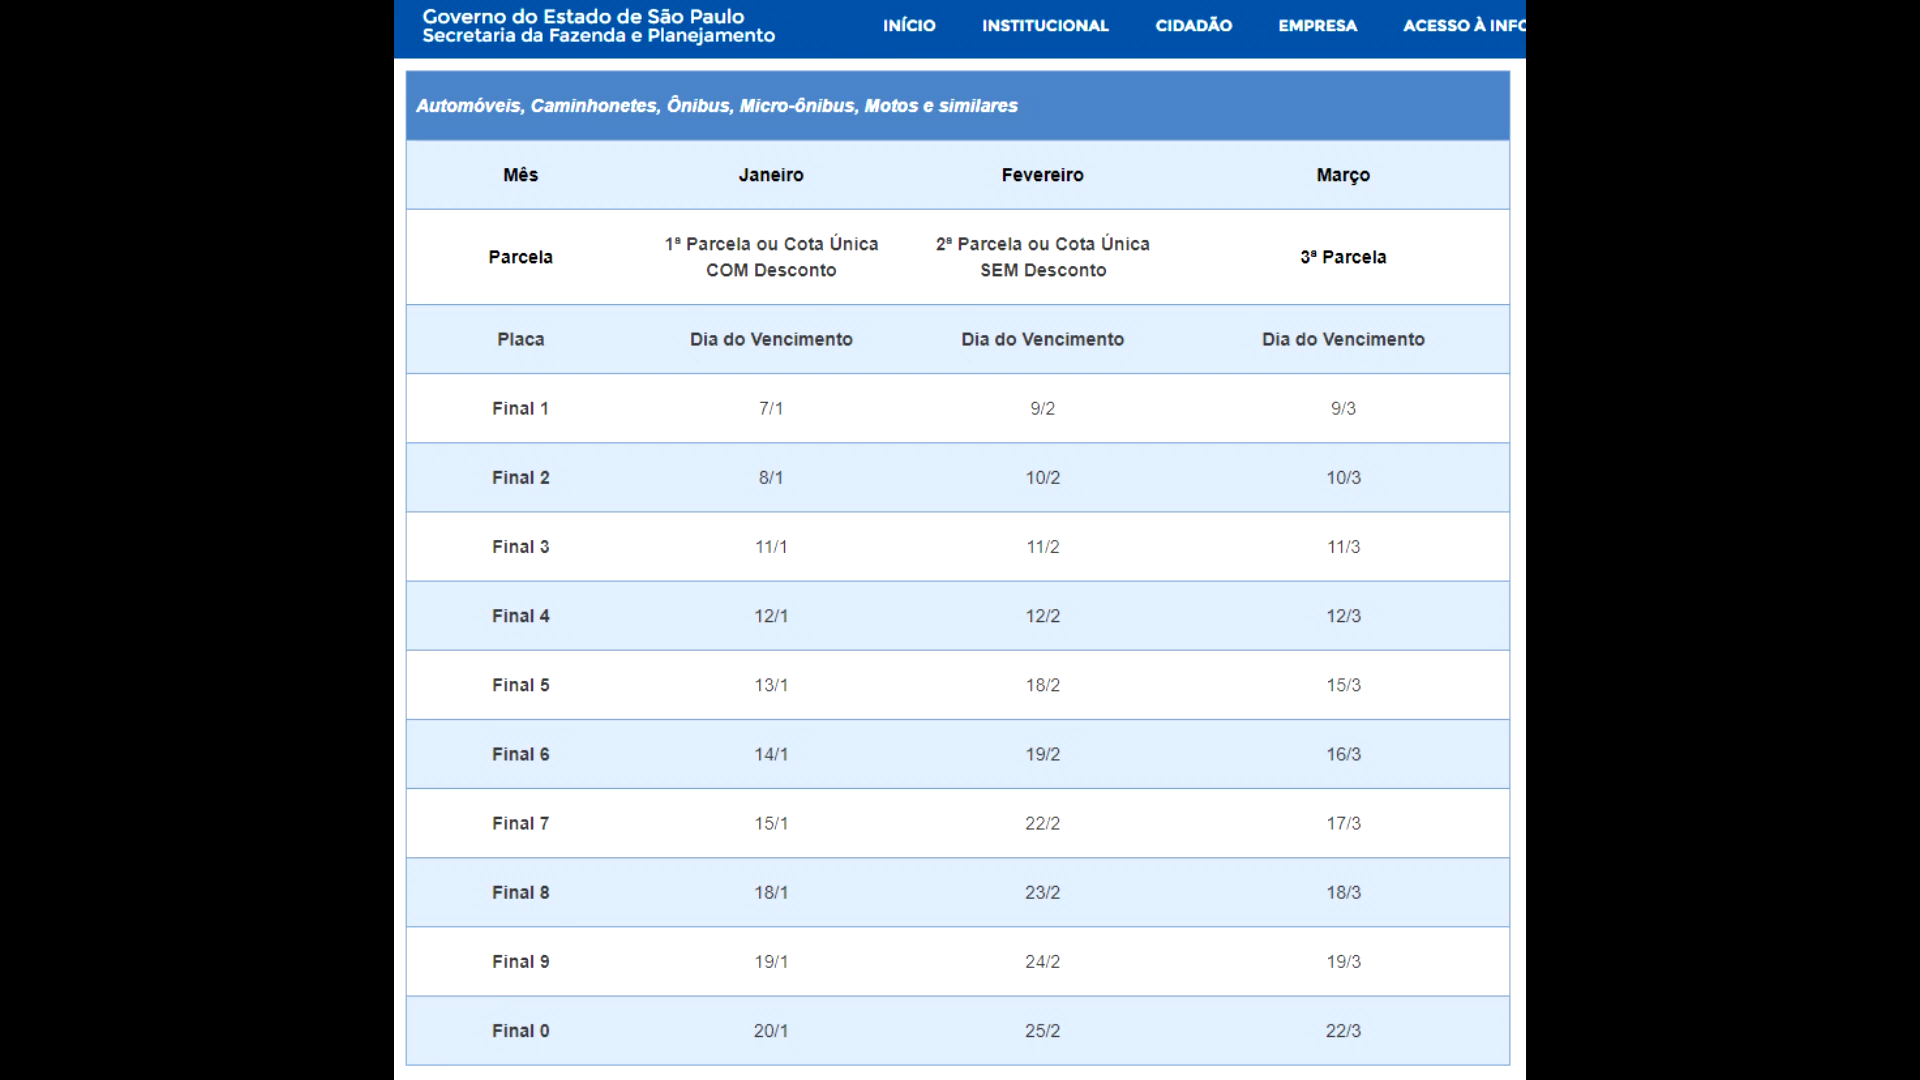 Governo do Estado de São Paulo
Secretaria da Fazenda e Planejamento
INÍCIO INSTITUCIONAL CIDADÃO EMPRESA ACESSO À INFO
Automóveis, Caminhonetes, Ônibus, Micro-ônibus, Motos e similares
Mês Janeiro Fevereiro Março
Parcela 1ª Parcela ou Cota Única COM Desconto 2ª Parcela ou Cota Única SEM Desconto 3ª Parcela
Placa Dia do Vencimento Dia do Vencimento Dia do Vencimento
Final 1 7/1 9/2 9/3
Final 2 8/1 10/2 10/3
Final 3 11/1 11/2 11/3
Final 4 12/1 12/2 12/3
Final 5 13/1 18/2 15/3
Final 6 14/1 19/2 16/3
Final 7 15/1 22/2 17/3
Final 8 18/1 23/2 18/3
Final 9 19/1 24/2 19/3
Final 0 20/1 25/2 22/3